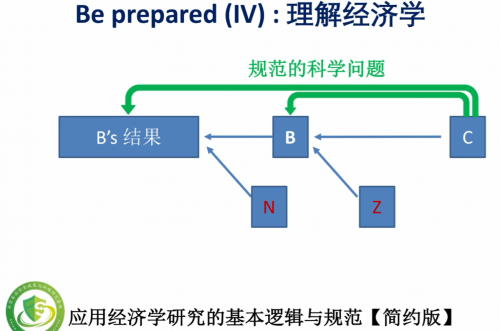 Be prepared (IV) : 理解经济学
规范的科学问题
B's 结果
B
C
N
Z
应用经济学研究的基本逻辑与规范【简约版】